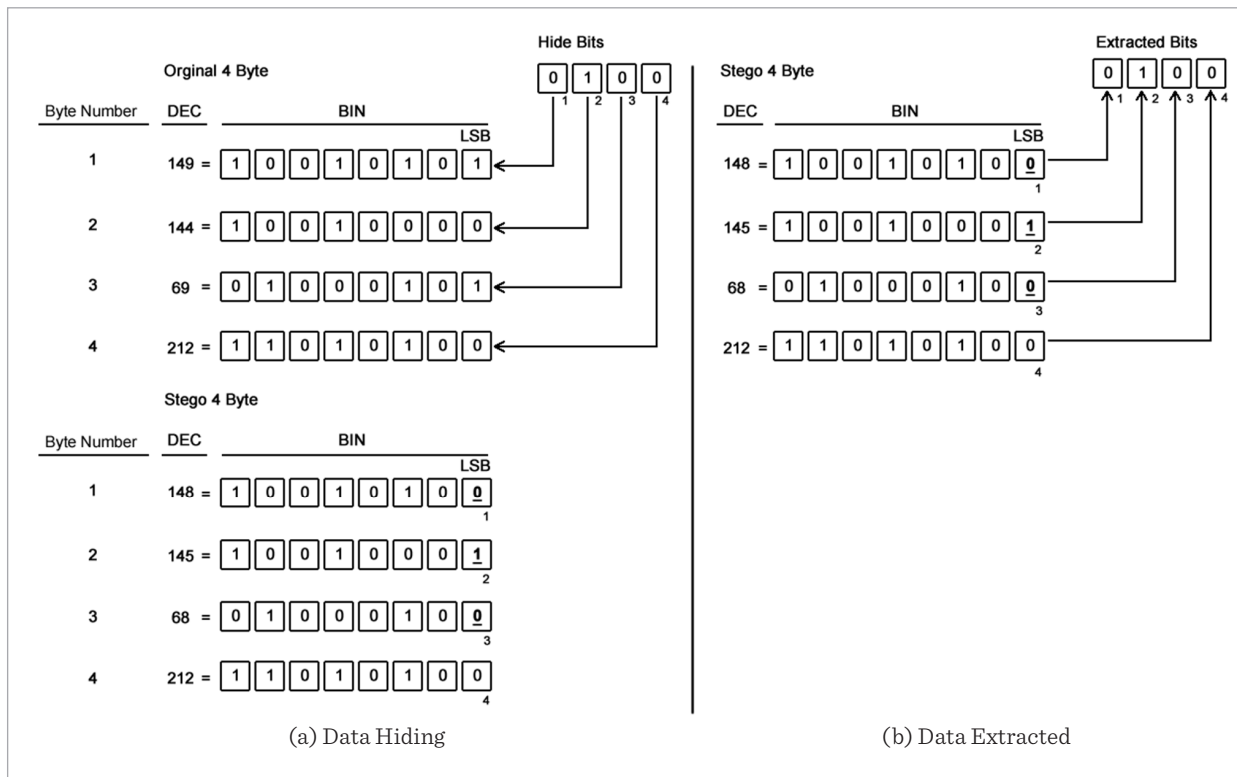 Hide Bits
Orginal 4 Byte
0 1 0 0
1 2 3 4
Byte Number DEC BIN
LSB
1 149 = 1 0 0 1 0 1 0 1
2 144 = 1 0 0 1 0 0 0 0
3 69 = 0 1 0 0 0 1 0 1
4 212 = 1 1 0 1 0 1 0 0
Stego 4 Byte
Byte Number DEC BIN
LSB
1 148 = 1 0 0 1 0 1 0 0
1
2 145 = 1 0 0 1 0 0 0 1
2
3 68 = 0 1 0 0 0 1 0 0
3
4 212 = 1 1 0 1 0 1 0 0
4
(a) Data Hiding
Extracted Bits
Stego 4 Byte
0 1 0 0
1 2 3 4
DEC BIN
LSB
148 = 1 0 0 1 0 1 0 0
1
145 = 1 0 0 1 0 0 0 1
2
68 = 0 1 0 0 0 1 0 0
3
212 = 1 1 0 1 0 1 0 0
4
(b) Data Extracted